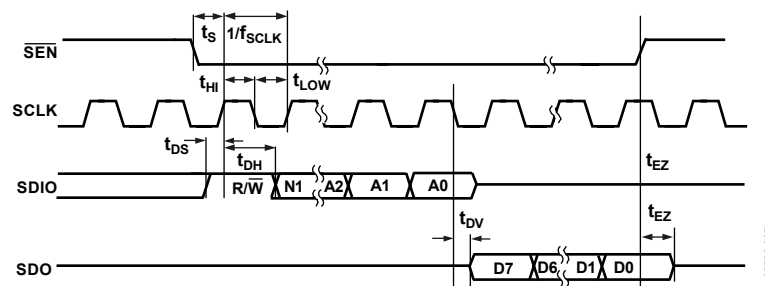 tS 1/fSCLK
SEN
tHI tLOW
SCLK
tDS
tDH tEZ
SDIO R/W N1 A2 A1 A0
tDV tEZ
SDO D7 D6 D1 D0